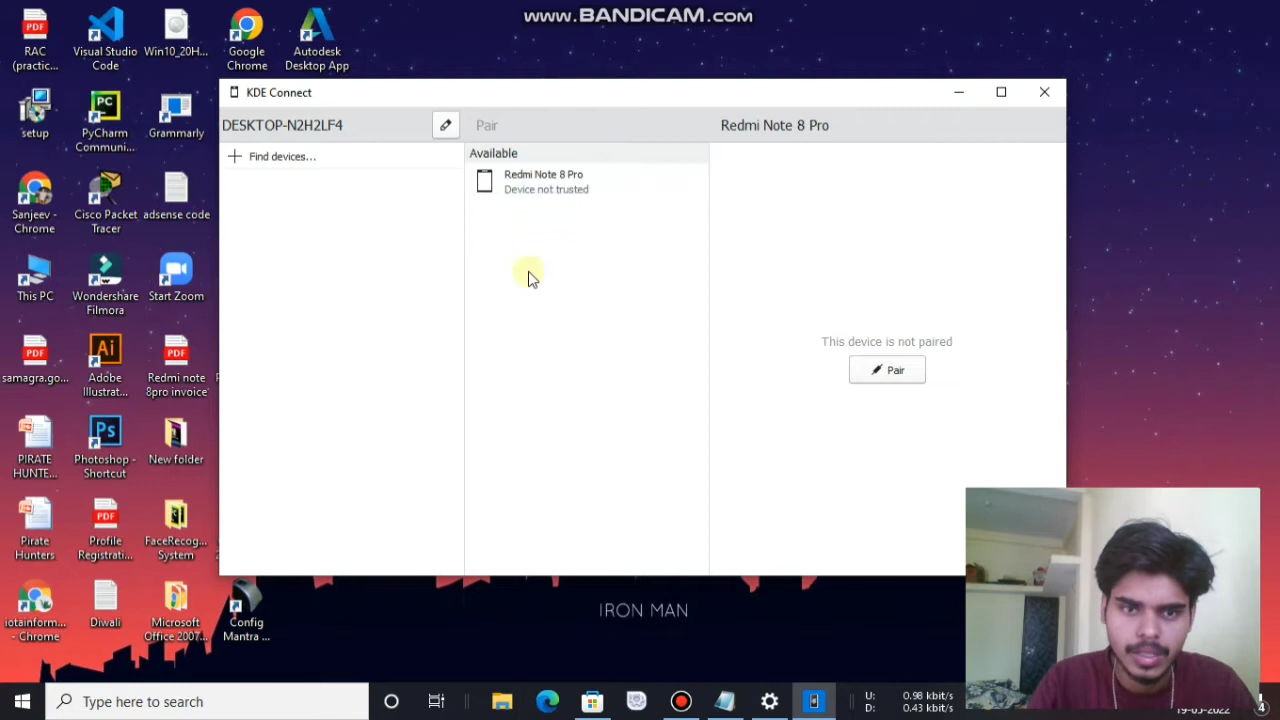 www.BANDICAM.com
RAC
(practic...
Visual Studio
Code
Win10_20H...
Google
Chrome
Autodesk
Desktop App
setup
PyCharm
Communi...
Grammarly
Sanjeev -
Chrome
Cisco Packet
Tracer
adsense code
This PC
Wondershare
Filmora
Start Zoom
samagra.go...
Adobe
Illustrat...
Redmi note
8pro invoice
PIRATE
HUNTE...
Photoshop -
Shortcut
New folder
Pirate
Hunters
Profile
Registrati...
FaceRecog...
System
iotainform...
- Chrome
Diwali
Microsoft
Office 2007...
Config
Mantra ...
KDE Connect
DESKTOP-N2H2LF4
Pair
Redmi Note 8 Pro
Find devices...
Available
Redmi Note 8 Pro
Device not trusted
This device is not paired
Pair
IRON MAN
Type here to search
U: 0.98 kbit/s
D: 0.43 kbit/s
19-05-2022
4